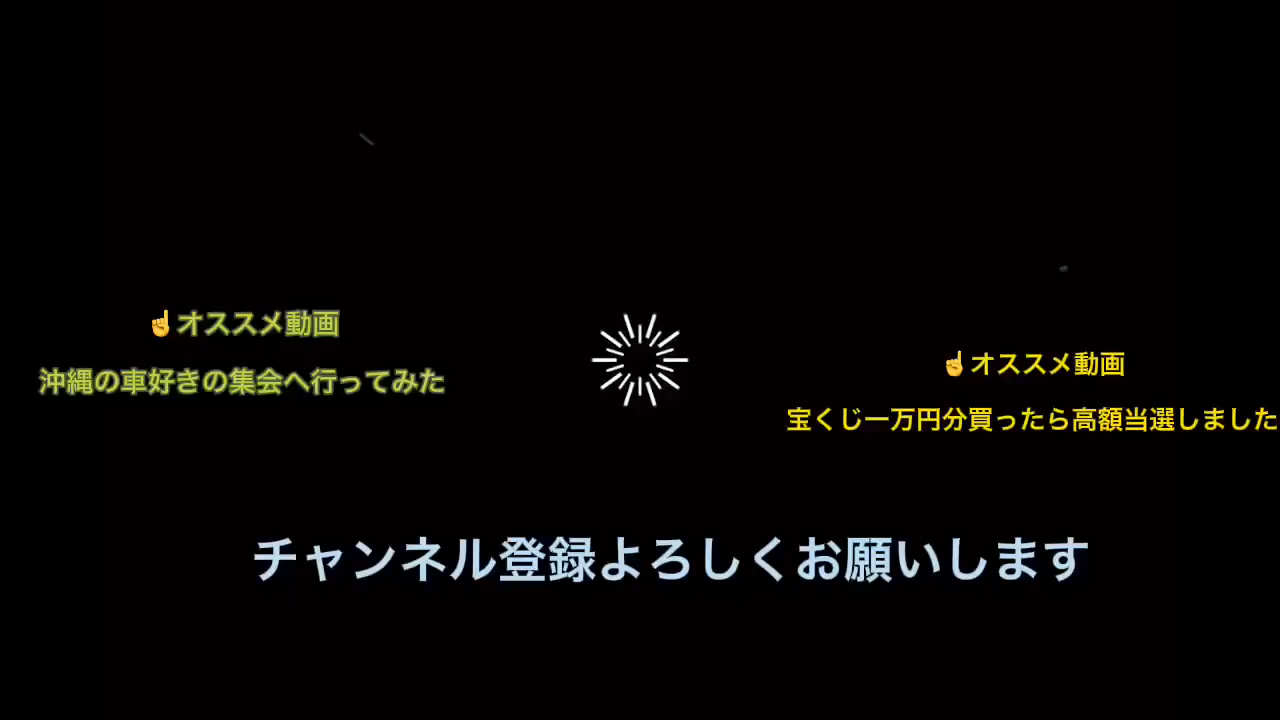 ☝️オススメ動画
沖縄の車好きの集会へ行ってみた
☝️オススメ動画
宝くじ一万円分買ったら高額当選しました
チャンネル登録よろしくお願いします